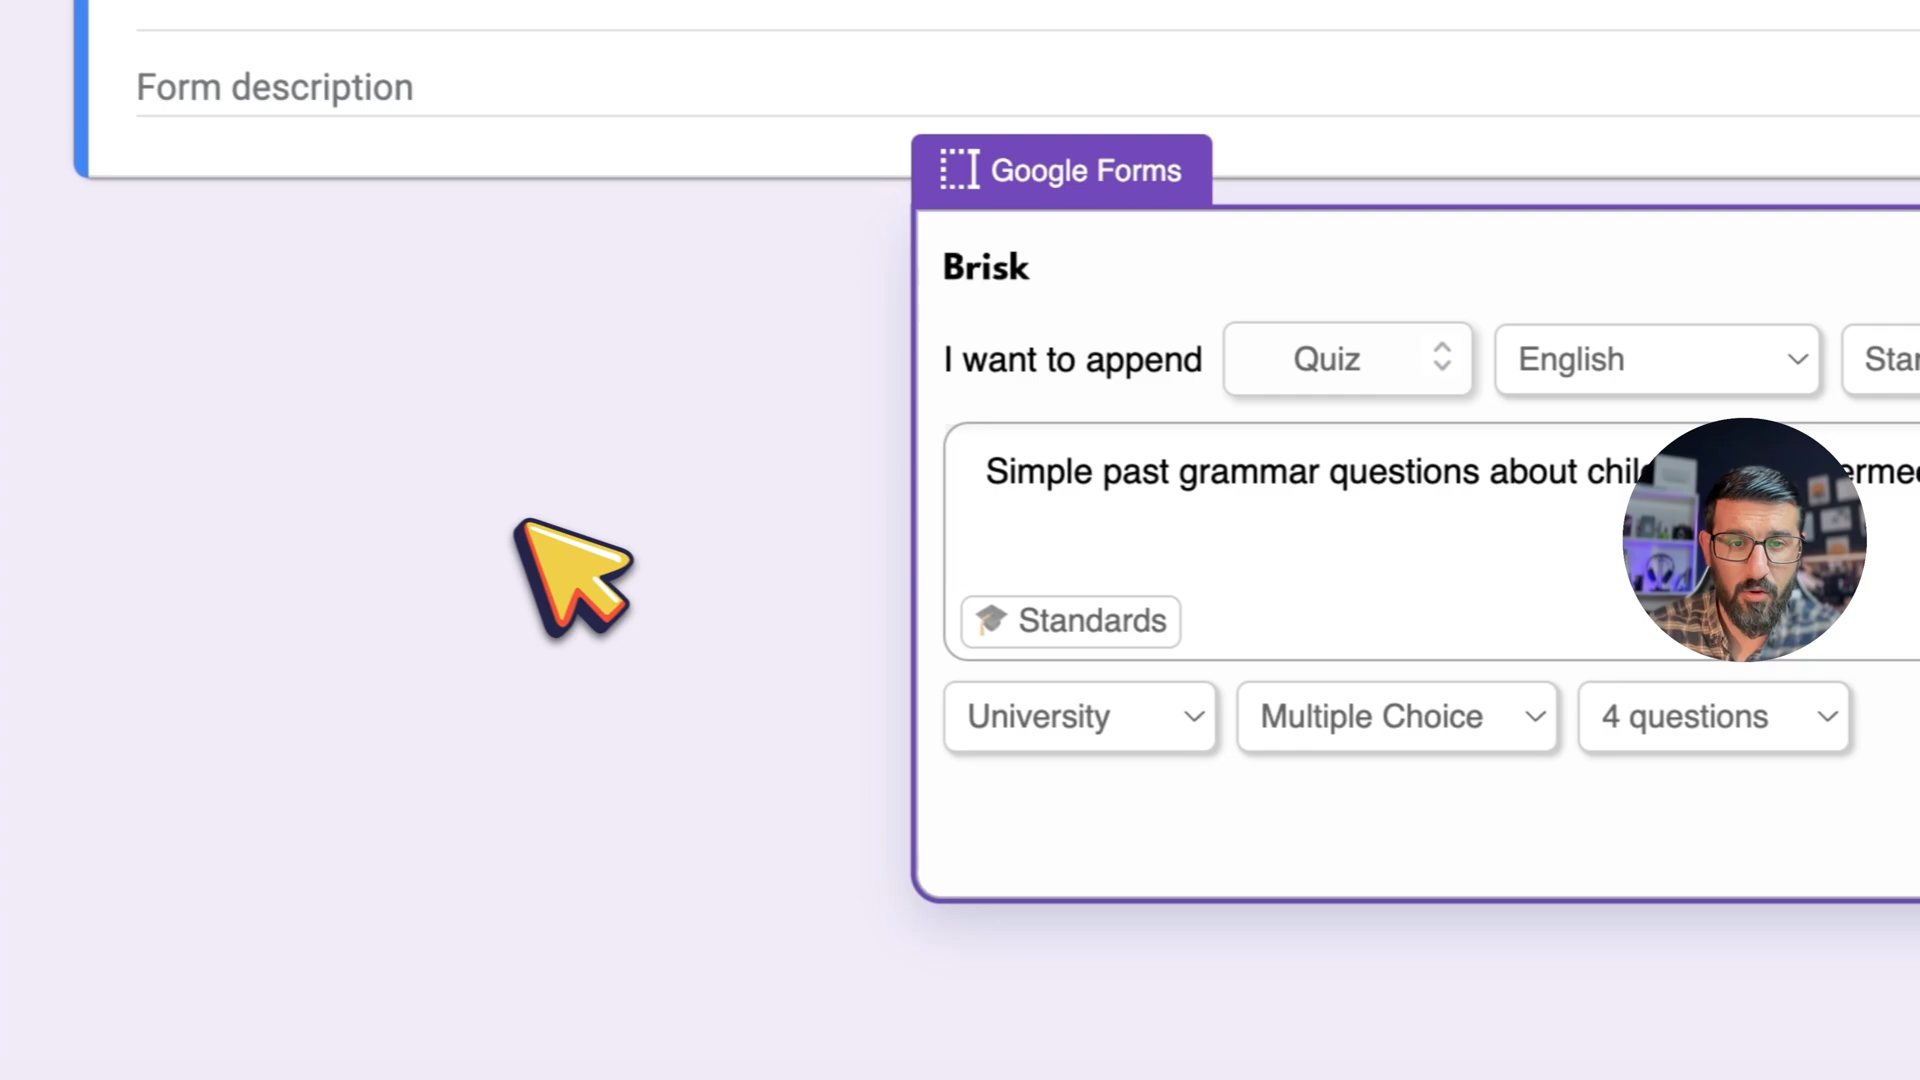 Form description
Google Forms
Brisk
I want to append Quiz English
Simple past grammar questions about
Standards
University Multiple Choice 4 questions